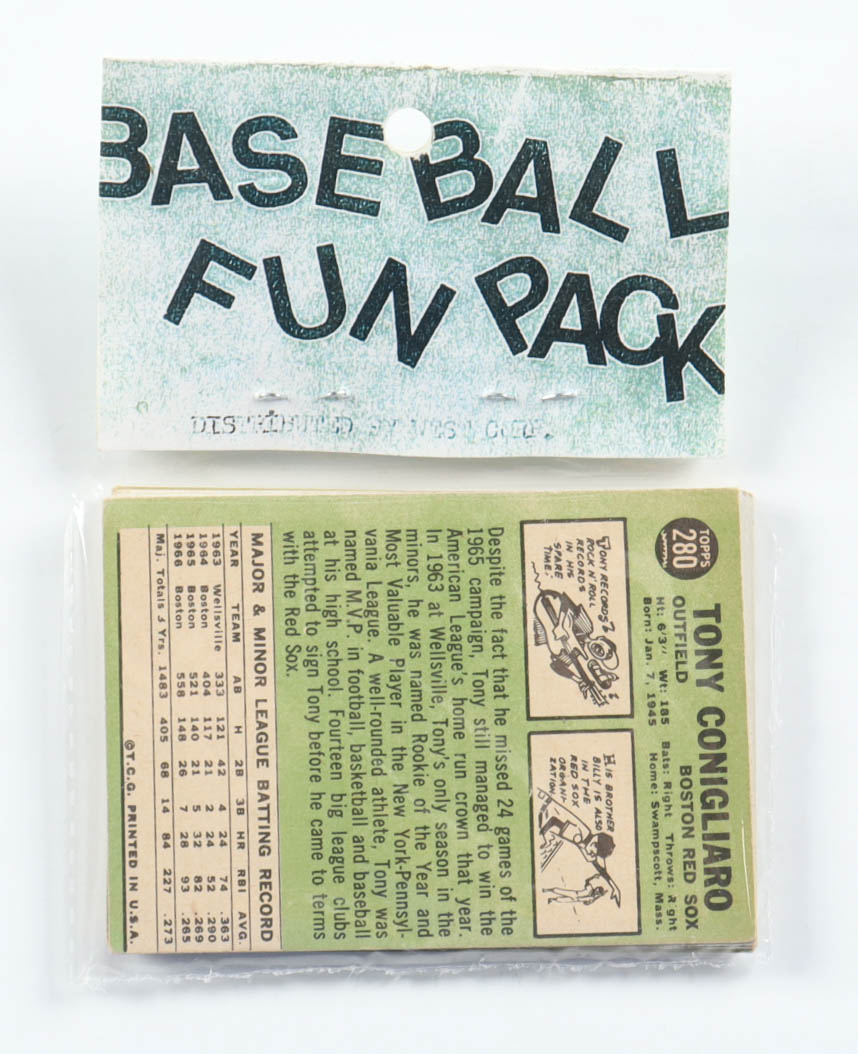 BASEBALL
FUN PACK
DISTRIBUTED BY
TOPPS
280
TONY CONIGLIARO
OUTFIELD BOSTON RED SOX
Ht: 6'3" Wt: 185 Bats: Right Throws: Right
Born: Jan. 7, 1945 Home: Swampscott, Mass.
TONY RECORDS
ROCK N' ROLL
RECORDS
IN HIS
SPARE
TIME.
HIS BROTHER
BILLY IS ALSO
IN THE
RED SOX
ORGANI-
ZATION
Despite the fact that he missed 24 games of the
1965 campaign, Tony still managed to win the
American League's home run crown that year.
In 1963 at Wellsville, Tony's only season in the
minors, he was named Rookie of the Year and
Most Valuable Player in the New York-Pennsyl-
vania League. A well-rounded athlete, Tony was
named M.V.P. in football, basketball and baseball
at his high school. Fourteen big league clubs
attempted to sign Tony before he came to terms
with the Red Sox.
MAJOR & MINOR LEAGUE BATTING RECORD
YEAR TEAM AB H 2B 3B HR RBI AVG.
1963 Wellsville 333 121 42 4 24 74 .363
1964 Boston 404 117 21 2 24 52 .290
1965 Boston 521 140 21 5 32 82 .269
1966 Boston 558 148 26 7 28 93 .265
Maj. Totals 3 Yrs. 1483 405 68 14 84 227 .273
©T.C.G. PRINTED IN U.S.A.